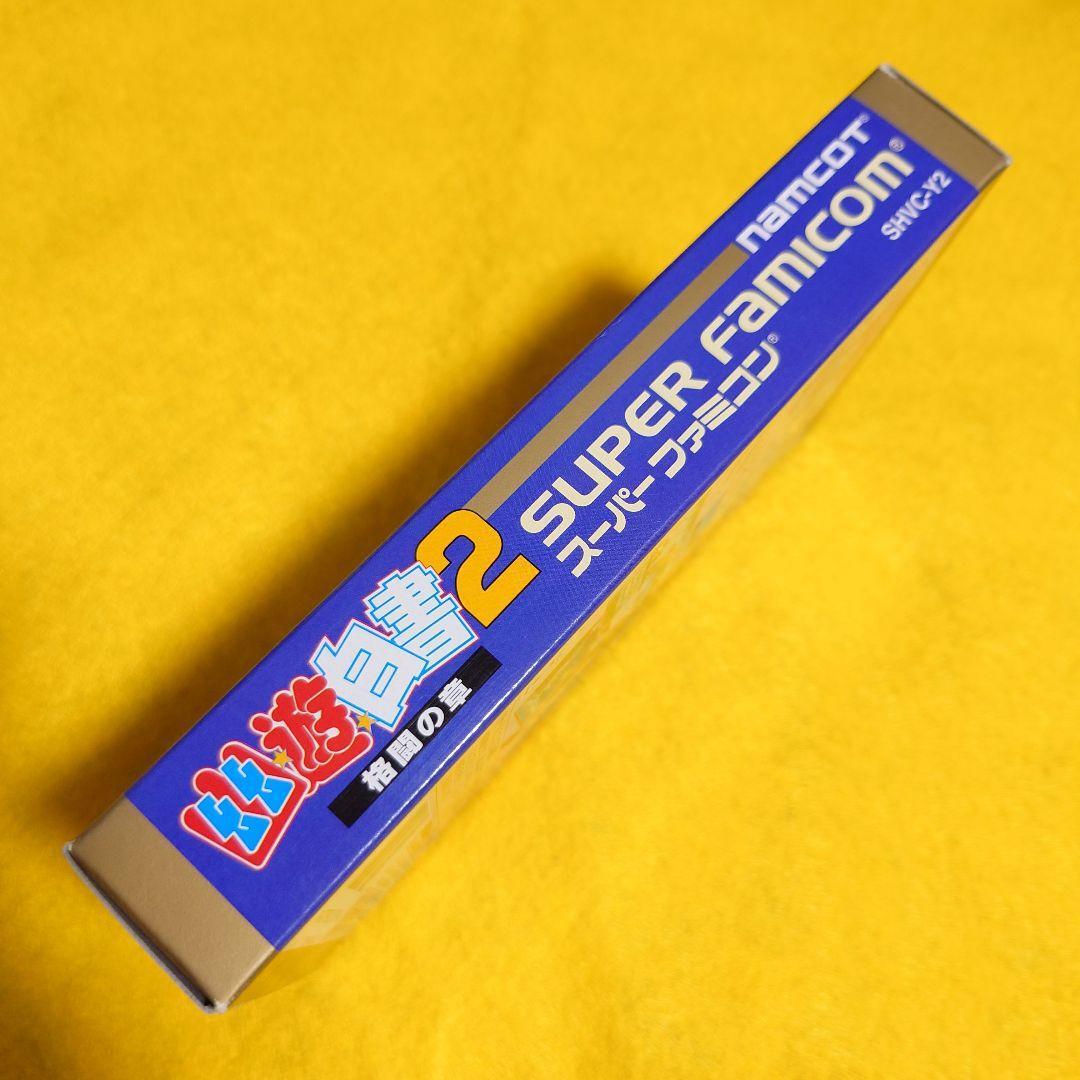 幽☆遊☆白書2
格闘の章
SUPER FAMICOM®
スーパーファミコン®
namcot®
SHVC-Y2